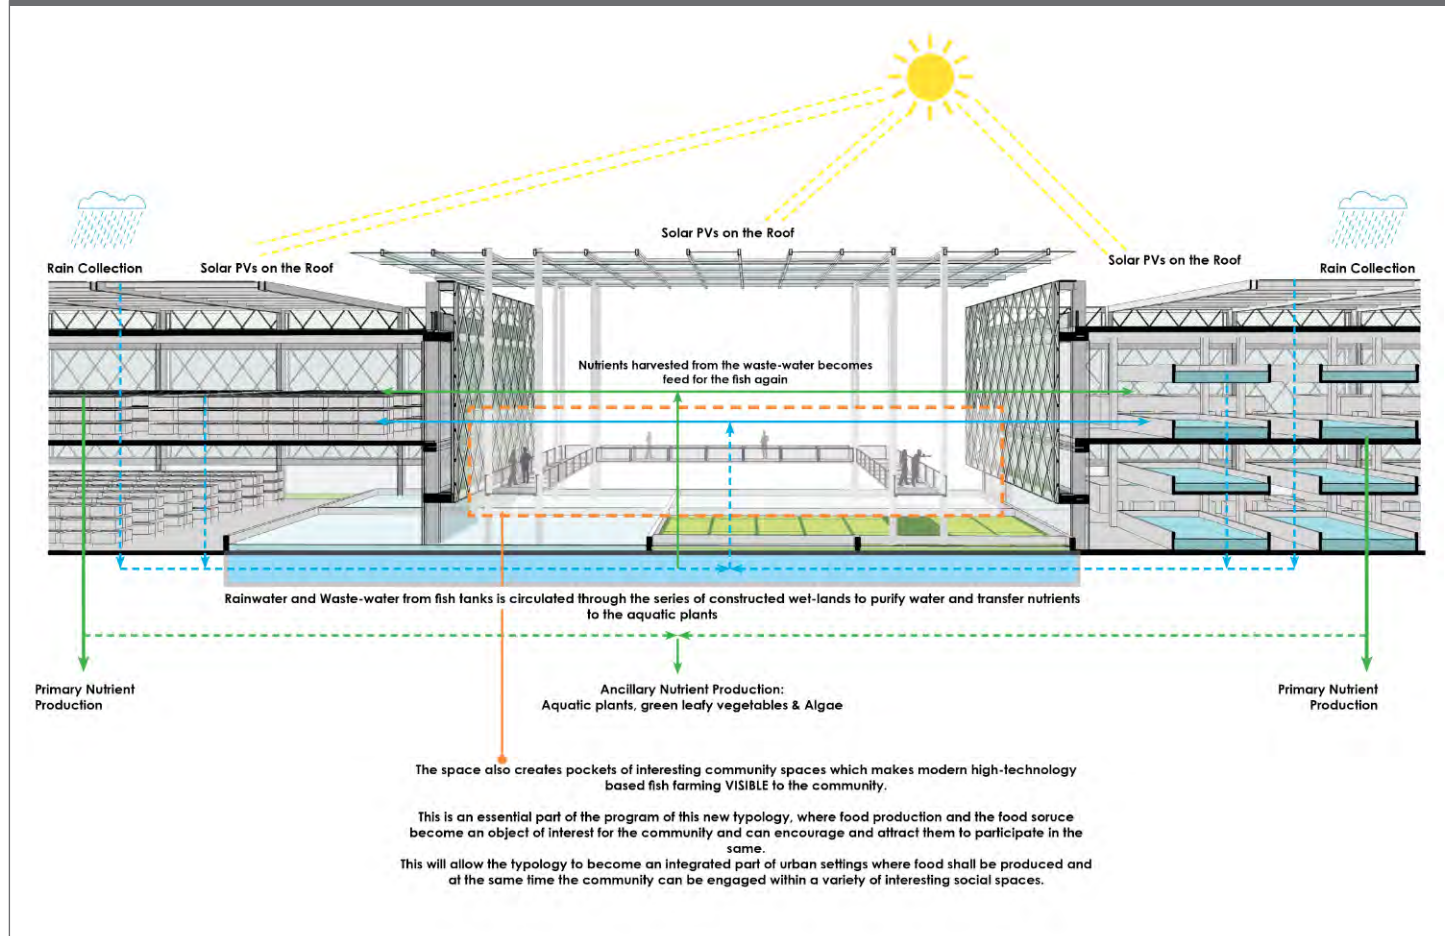 Solar PVs on the Roof
Rain Collection
Solar PVs on the Roof
Solar PVs on the Roof
Rain Collection
Nutrients harvested from the waste-water becomes
feed for the fish again
Rainwater and Waste-water from fish tanks is circulated through the series of constructed wet-lands to purify water and transfer nutrients
to the aquatic plants
Primary Nutrient
Production
Ancillary Nutrient Production:
Aquatic plants, green leafy vegetables & Algae
Primary Nutrient
Production
The space also creates pockets of interesting community spaces which makes modern high-technology
based fish farming VISIBLE to the community.
This is an essential part of the program of this new typology, where food production and the food soruce
become an object of interest for the community and can encourage and attract them to participate in the
same.
This will allow the typology to become an integrated part of urban settings where food shall be produced and
at the same time the community can be engaged within a variety of interesting social spaces.